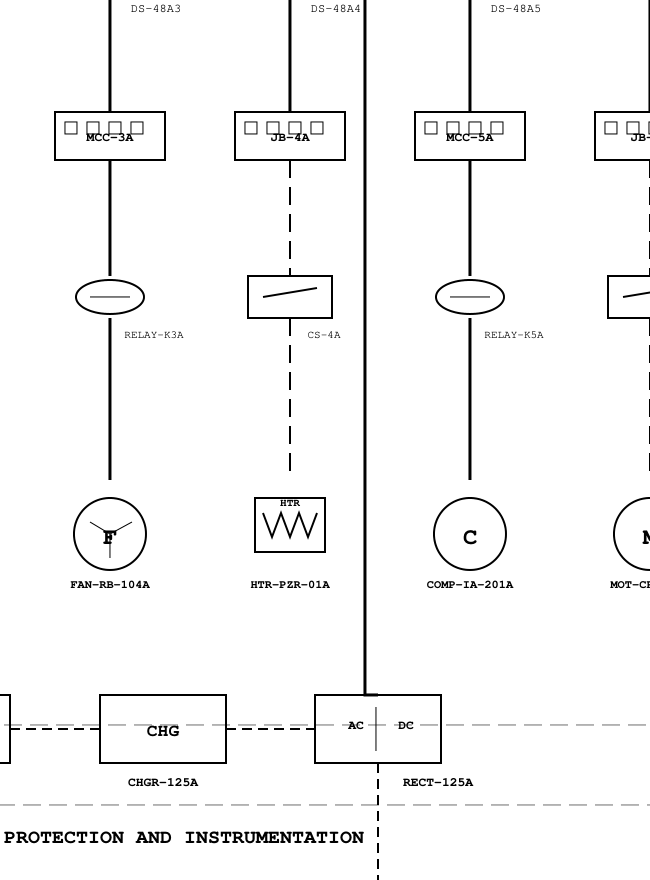 DS-48A3 DS-48A4 DS-48A5
MCC-3A JB-4A MCC-5A JB-
RELAY-K3A CS-4A RELAY-K5A
HTR
F C
FAN-RB-104A HTR-PZR-01A COMP-IA-201A MOT-C
AC DC
CHG
CHGR-125A RECT-125A
PROTECTION AND INSTRUMENTATION